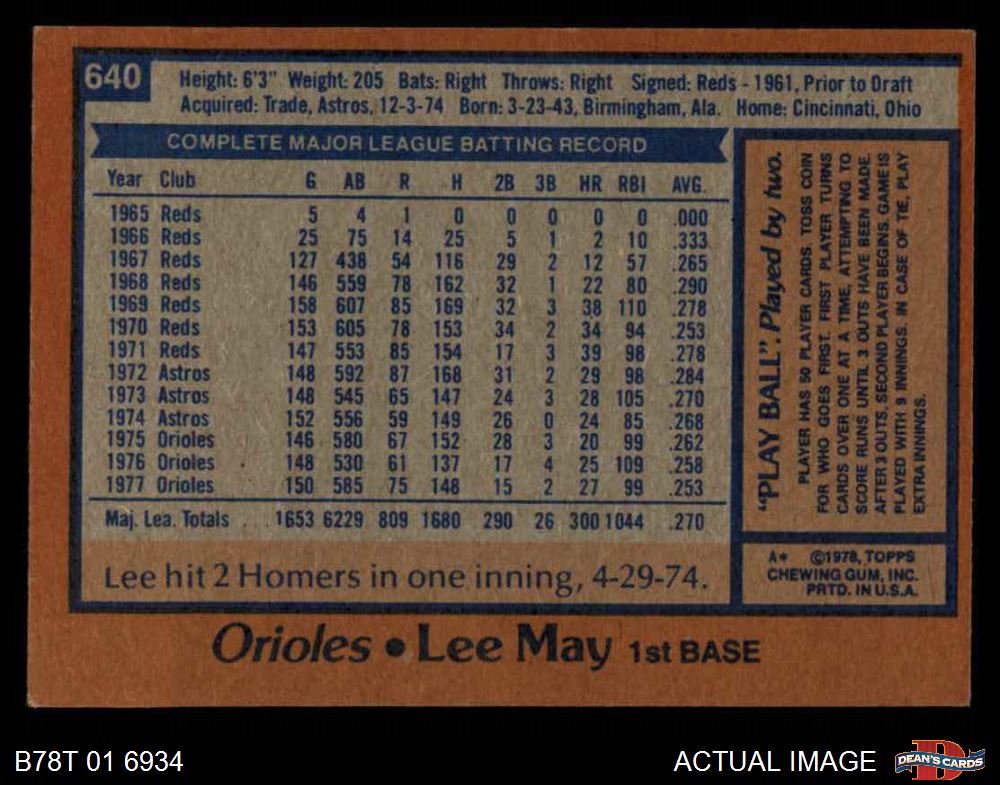 640
Height: 6'3" Weight: 205 Bats: Right Throws: Right Signed: Reds - 1961, Prior to Draft
Acquired: Trade, Astros, 12-3-74 Born: 3-23-43, Birmingham, Ala. Home: Cincinnati, Ohio
COMPLETE MAJOR LEAGUE BATTING RECORD
Year Club G AB R H 2B 3B HR RBI AVG.
1965 Reds 5 4 1 0 0 0 0 0 .000
1966 Reds 25 75 14 25 5 1 2 10 .333
1967 Reds 127 438 54 116 29 2 12 57 .265
1968 Reds 146 559 78 162 32 1 22 80 .290
1969 Reds 158 607 85 169 32 3 38 110 .278
1970 Reds 153 605 78 153 34 2 34 94 .253
1971 Reds 147 553 85 154 17 3 39 98 .278
1972 Astros 148 592 87 168 31 2 29 98 .284
1973 Astros 148 545 65 147 24 3 28 105 .270
1974 Astros 152 556 59 149 26 0 24 85 .268
1975 Orioles 146 580 67 152 28 3 20 99 .262
1976 Orioles 148 530 61 137 17 4 25 109 .258
1977 Orioles 150 585 75 148 15 2 27 99 .253
Maj. Lea. Totals ... 1653 6229 809 1680 290 26 300 1044 .270
Lee hit 2 Homers in one inning, 4-29-74.
"PLAY BALL". Played by two.
PLAYER HAS 50 PLAYER CARDS. TOSS COIN
FOR WHO GOES FIRST. FIRST PLAYER TURNS
CARDS OVER ONE AT A TIME, ATTEMPTING TO
SCORE RUNS UNTIL 3 OUTS HAVE BEEN MADE.
AFTER 3 OUTS, SECOND PLAYER BEGINS. GAME IS
PLAYED WITH 9 INNINGS. IN CASE OF TIE, PLAY
EXTRA INNINGS.
A* ©1978, TOPPS
CHEWING GUM, INC.
PRTD. IN U.S.A.
Orioles • Lee May 1st BASE
B78T 01 6934
ACTUAL IMAGE
DEAN'S CARDS